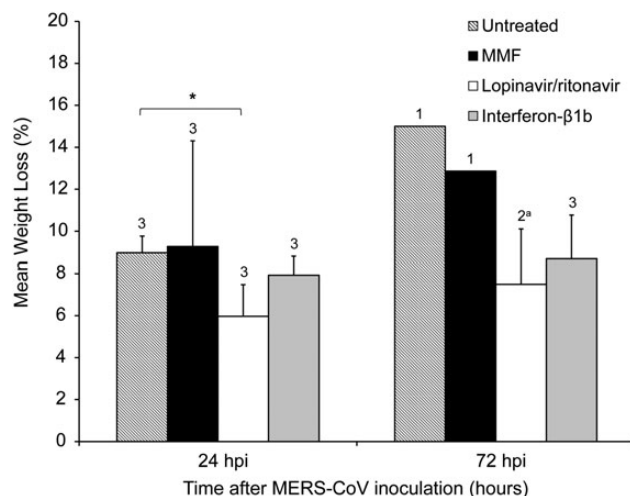 20
18
16
14
12
10
8
6
4
2
0
Mean Weight Loss (%)
Untreated
MMF
Lopinavir/ritonavir
Interferon-β1b
*
3
3
3
3
1
1
2ª
3
24 hpi
72 hpi
Time after MERS-CoV inoculation (hours)